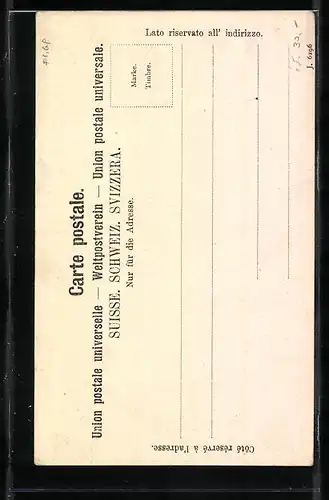 Carte postale.
Union postale universelle — Weltpostverein — Union postale universale.
SUISSE. SCHWEIZ. SVIZZERA.
Nur für die Adresse.
Marke.
Timbre.
Côté réservé à l'adresse.
Lato riservato all' indirizzo.
J. 6196